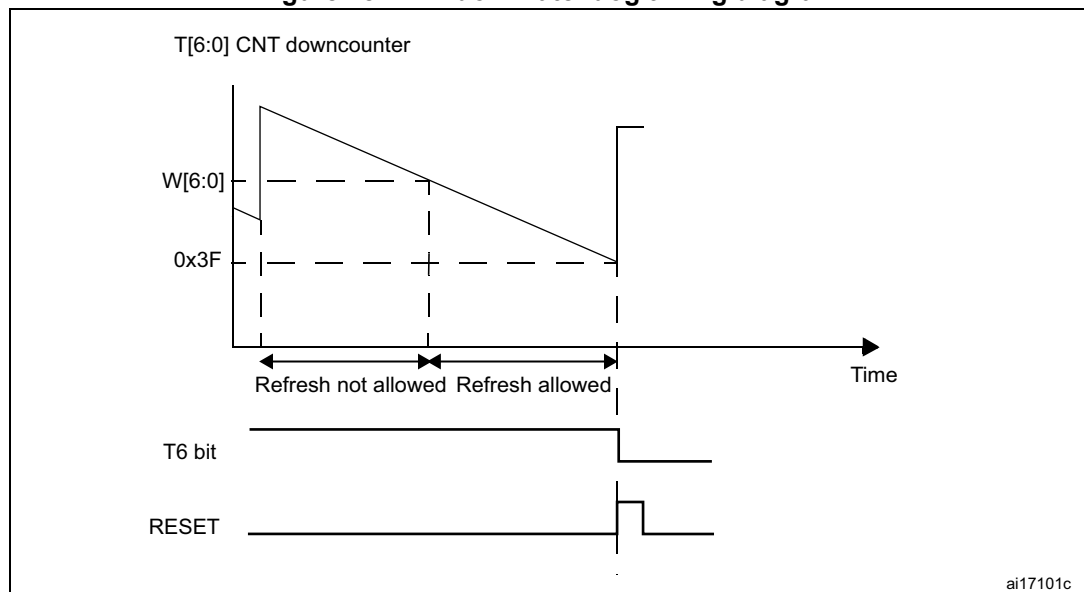 T[6:0] CNT downcounter
W[6:0]
0x3F
Time
Refresh not allowed Refresh allowed
T6 bit
RESET
ai17101c